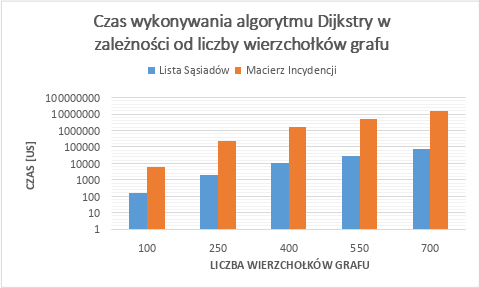 Czas wykonywania algorytmu Dijkstry w
zależności od liczby wierzchołków grafu
Lista Sąsiadów Macierz Incydencji
CZAS [US]
100000000
10000000
1000000
100000
10000
1000
100
10
1
100 250 400 550 700
LICZBA WIERZCHOŁKÓW GRAFU